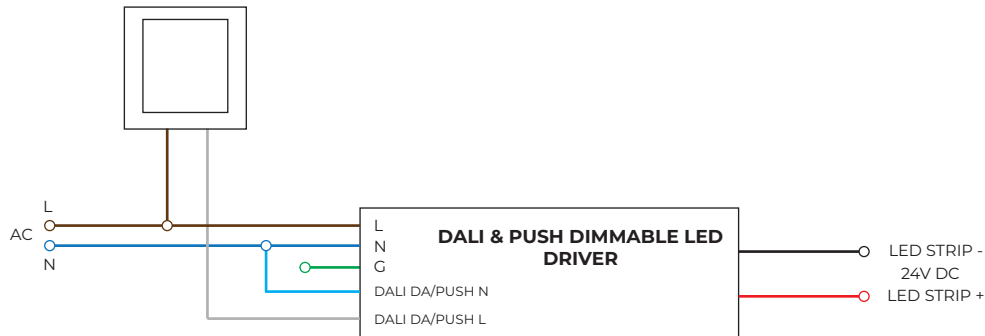 L
AC
N
L
N
G
DALI DA/PUSH N
DALI DA/PUSH L
DALI & PUSH DIMMABLE LED
DRIVER
LED STRIP -
24V DC
LED STRIP +